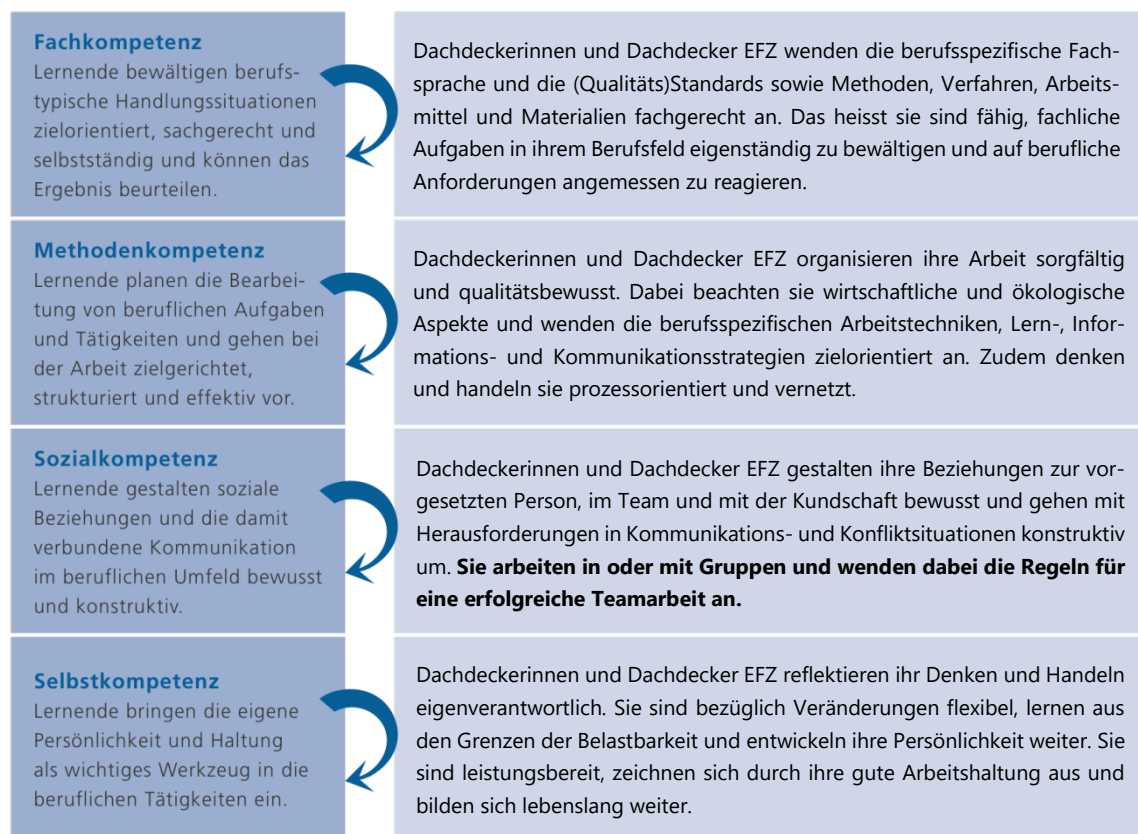 Fachkompetenz
Lernende bewältigen berufs-
typische Handlungssituationen
zielorientiert, sachgerecht und
selbstständig und können das
Ergebnis beurteilen.
Dachdeckerinnen und Dachdecker EFZ wenden die berufsspezifische Fach-
sprache und die (Qualitäts)Standards sowie Methoden, Verfahren, Arbeits-
mittel und Materialien fachgerecht an. Das heisst sie sind fähig, fachliche
Aufgaben in ihrem Berufsfeld eigenständig zu bewältigen und auf berufliche
Anforderungen angemessen zu reagieren.
Methodenkompetenz
Lernende planen die Bearbei-
tung von beruflichen Aufgaben
und Tätigkeiten und gehen bei
der Arbeit zielgerichtet,
strukturiert und effektiv vor.
Dachdeckerinnen und Dachdecker EFZ organisieren ihre Arbeit sorgfältig
und qualitätsbewusst. Dabei beachten sie wirtschaftliche und ökologische
Aspekte und wenden die berufsspezifischen Arbeitstechniken, Lern-, Infor-
mations- und Kommunikationsstrategien zielorientiert an. Zudem denken
und handeln sie prozessorientiert und vernetzt.
Sozialkompetenz
Lernende gestalten soziale
Beziehungen und die damit
verbundene Kommunikation
im beruflichen Umfeld bewusst
und konstruktiv.
Dachdeckerinnen und Dachdecker EFZ gestalten ihre Beziehungen zur vor-
gesetzten Person, im Team und mit der Kundschaft bewusst und gehen mit
Herausforderungen in Kommunikations- und Konfliktsituationen konstruktiv
um. Sie arbeiten in oder mit Gruppen und wenden dabei die Regeln für
eine erfolgreiche Teamarbeit an.
Selbstkompetenz
Lernende bringen die eigene
Persönlichkeit und Haltung
als wichtiges Werkzeug in die
beruflichen Tätigkeiten ein.
Dachdeckerinnen und Dachdecker EFZ reflektieren ihr Denken und Handeln
eigenverantwortlich. Sie sind bezüglich Veränderungen flexibel, lernen aus
den Grenzen der Belastbarkeit und entwickeln ihre Persönlichkeit weiter. Sie
sind leistungsbereit, zeichnen sich durch ihre gute Arbeitshaltung aus und
bilden sich lebenslang weiter.